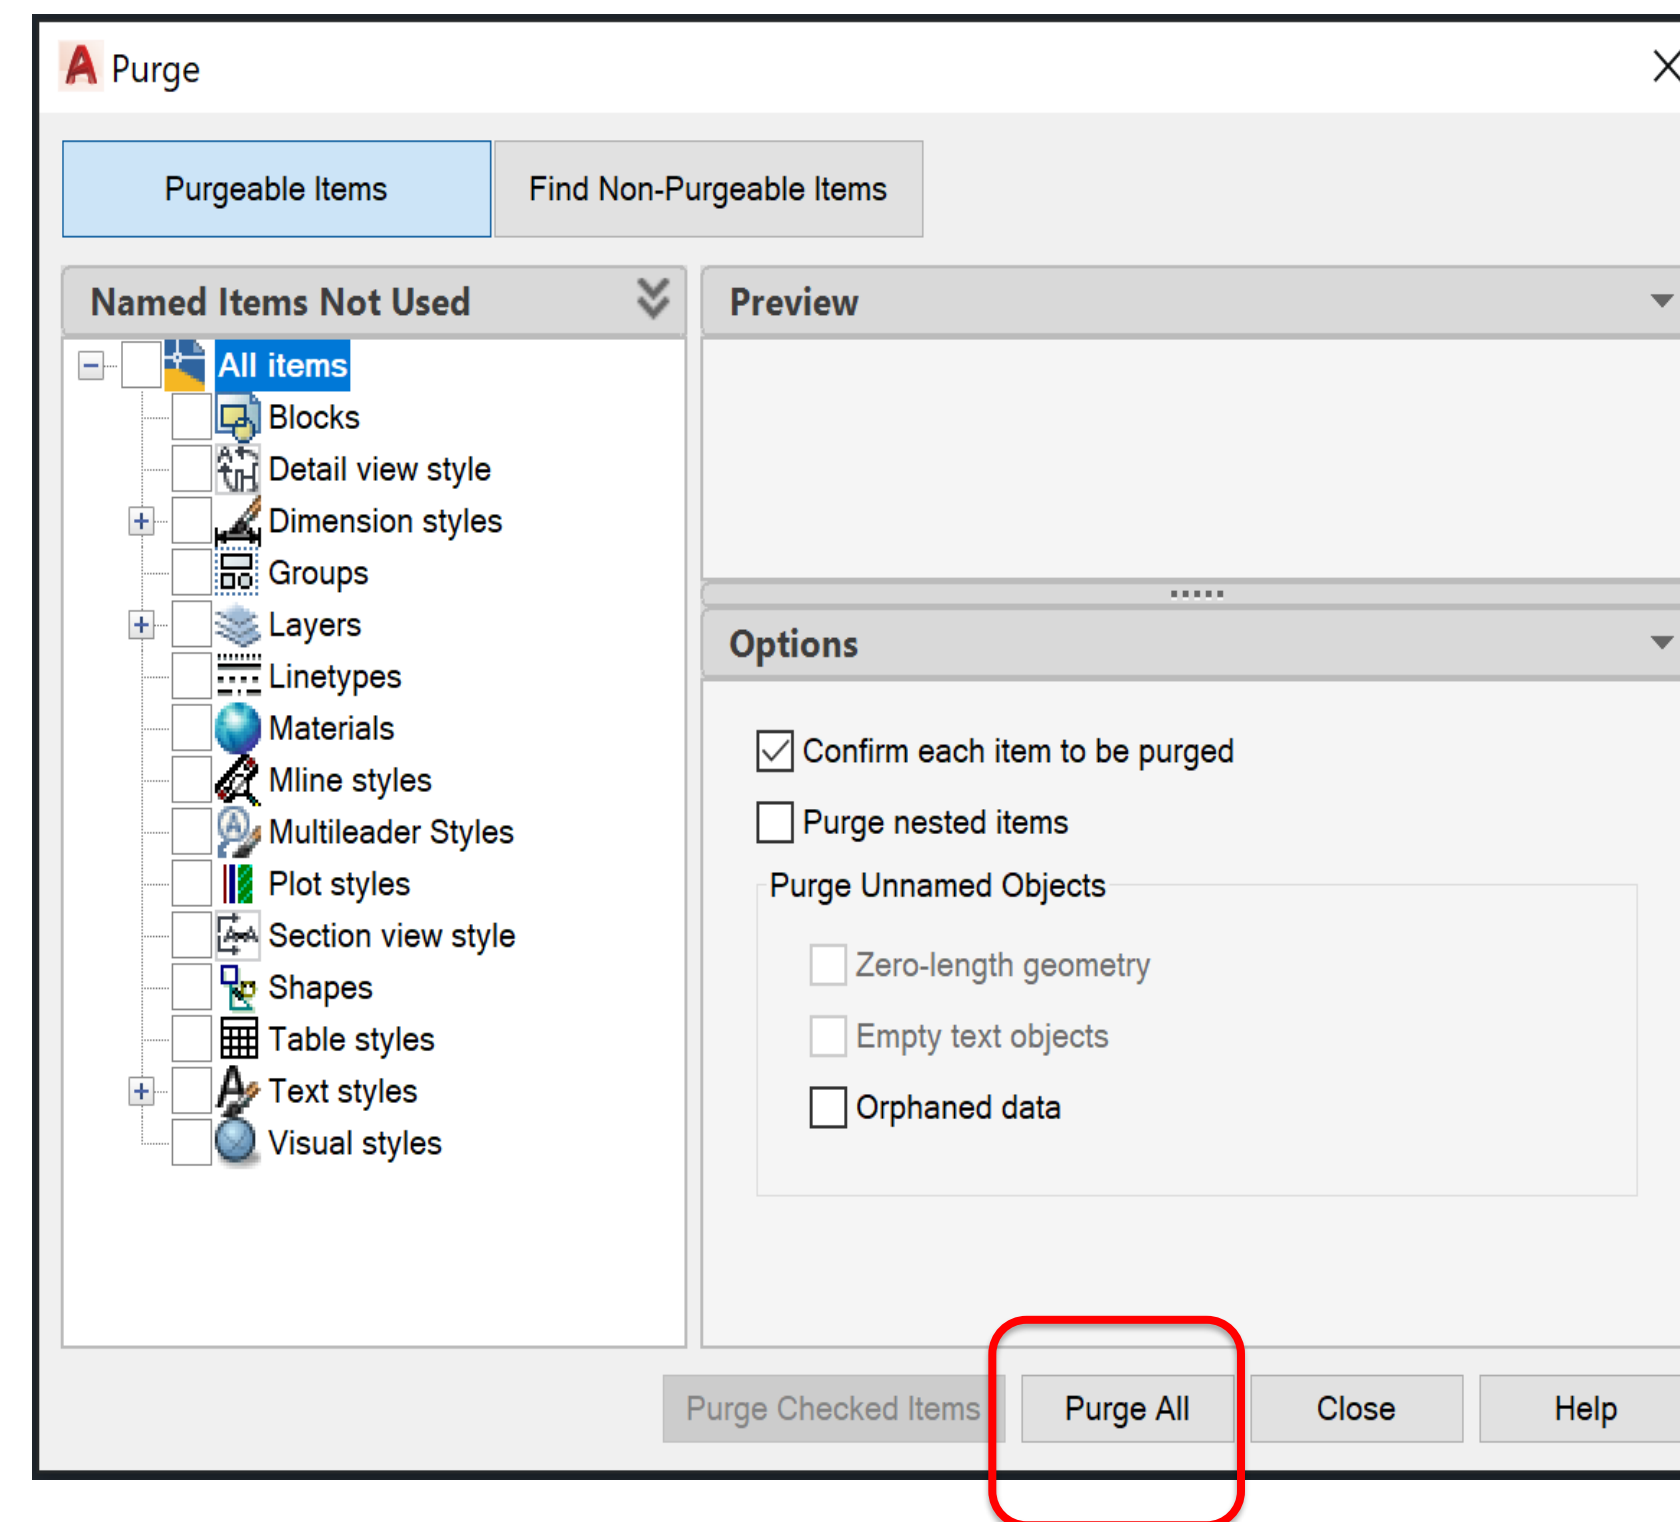 Purge
Purgeable Items
Find Non-Purgeable Items
Named Items Not Used
All items
Blocks
Detail view style
Dimension styles
Groups
Layers
Linetypes
Materials
Mline styles
Multileader Styles
Plot styles
Section view style
Shapes
Table styles
Text styles
Visual styles
Preview
Options
Confirm each item to be purged
Purge nested items
Purge Unnamed Objects
Zero-length geometry
Empty text objects
Orphaned data
Purge Checked Items
Purge All
Close
Help